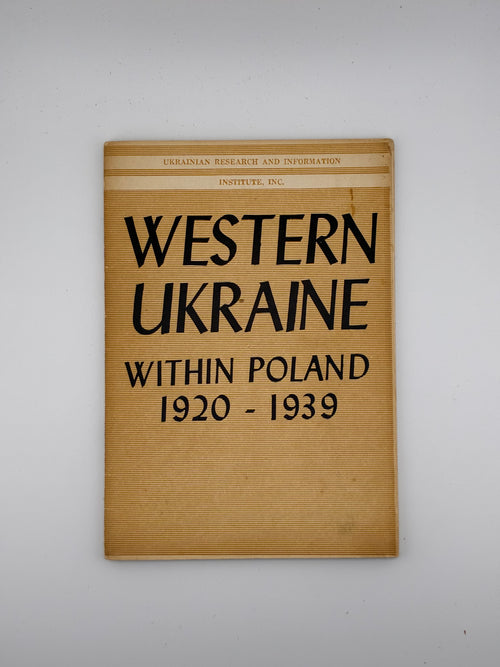 UKRAINIAN RESEARCH AND INFORMATION
INSTITUTE, INC.
WESTERN
UKRAINE
WITHIN POLAND
1920 - 1939